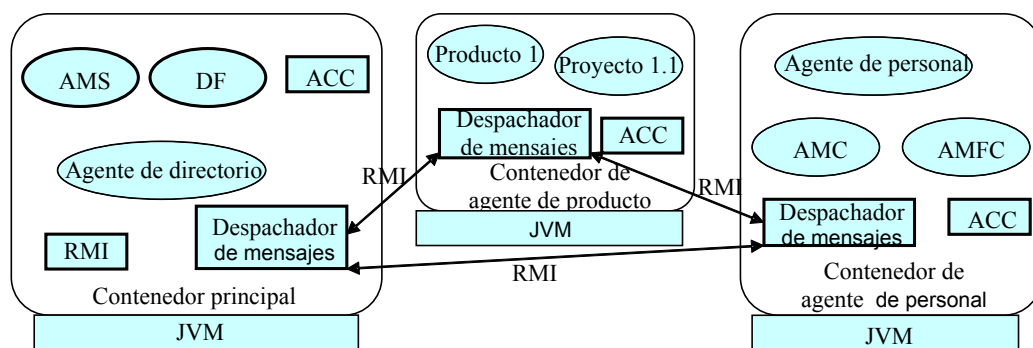 AMS
DF
ACC
Agente de directorio
RMI
Despachador
de mensajes
Contenedor principal
JVM
RMI
Producto 1
Proyecto 1.1
Despachador
de mensajes
ACC
Contenedor de
agente de producto
JVM
RMI
RMI
Agente de personal
AMC
AMFC
Despachador
de mensajes
ACC
Contenedor de
agente de personal
JVM